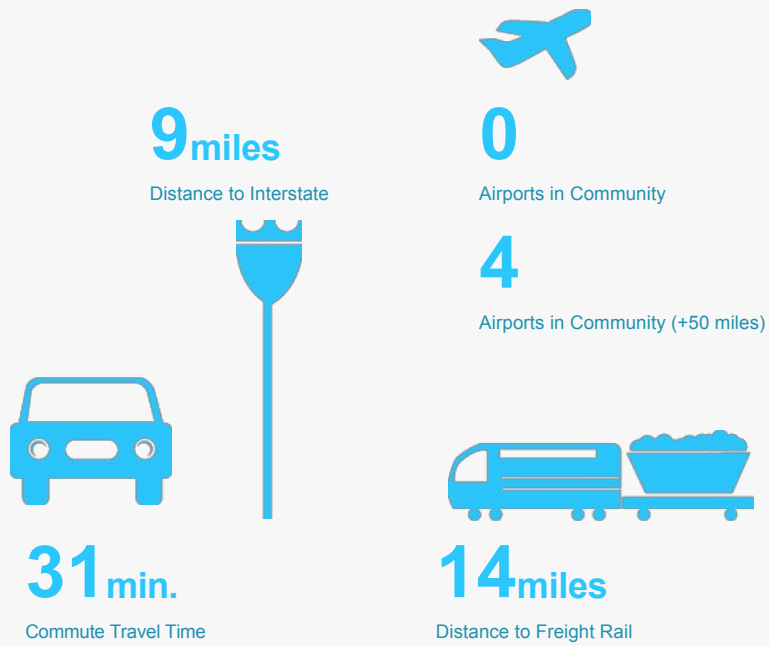 9miles
Distance to Interstate
0
Airports in Community
4
Airports in Community (+50 miles)
31min.
Commute Travel Time
14miles
Distance to Freight Rail